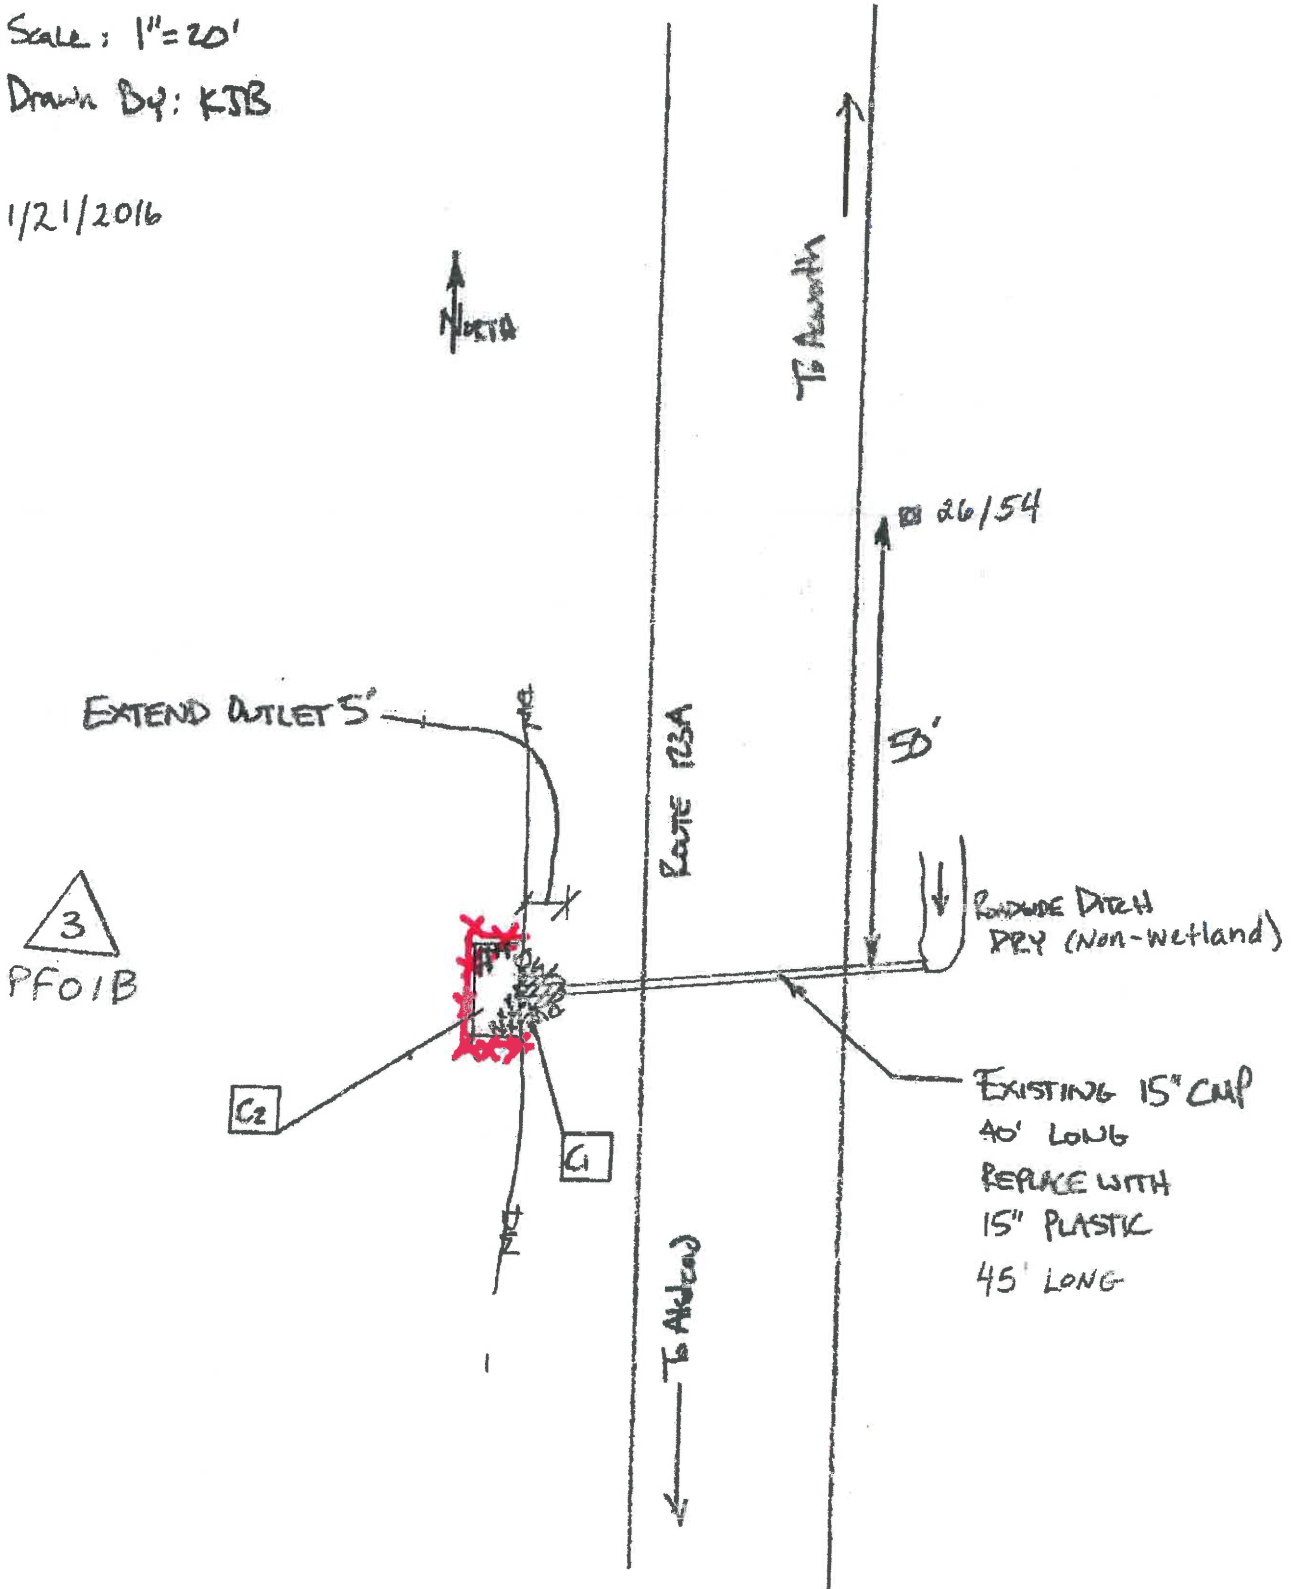 Scale: 1"=20'
Drawn By: KJB
1/21/2016
NORTH
To Acworth
26/54
50'
EXTEND OUTLET 5'
ROUTE 123A
3
PFO1B
ROADSIDE DITCH
DRY (Non-wetland)
C2
C1
EXISTING 15" CMP
40' LONG
REPLACE WITH
15" PLASTIC
45' LONG
To Alstead